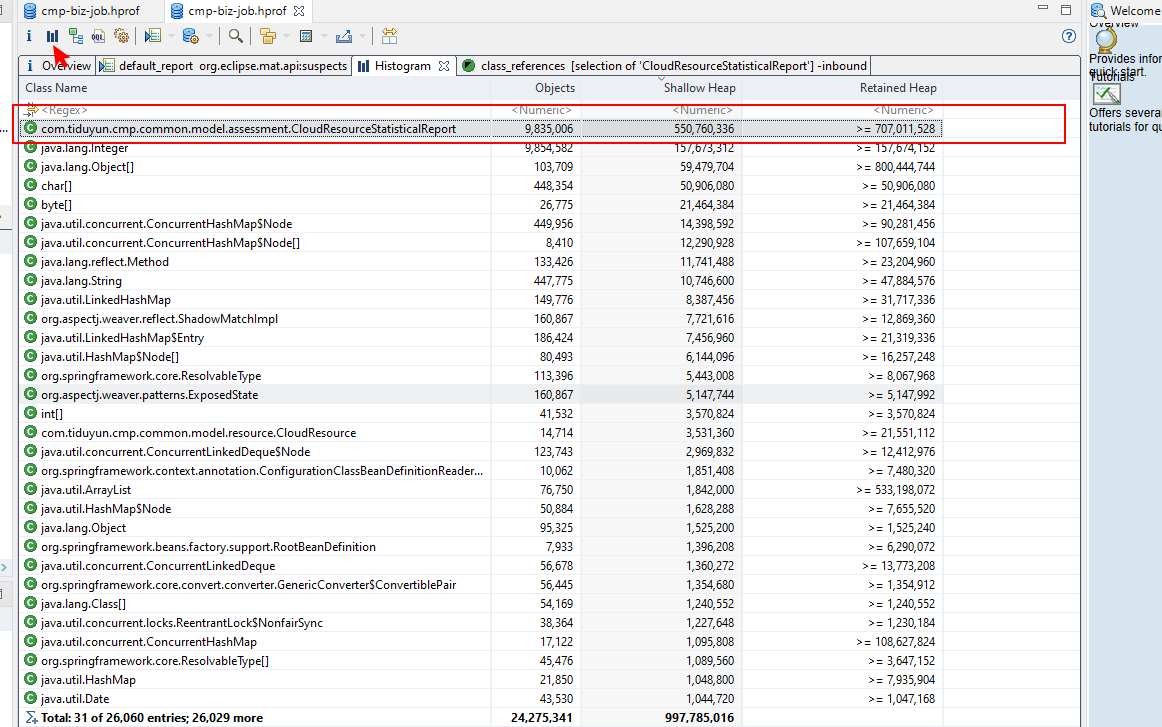 cmp-biz-job.hprof cmp-biz-job.hprof
Welcome
i OQL
?
Overview
i Overview default_report org.eclipse.mat.api:suspects Histogram class_references [selection of 'CloudResourceStatisticalReport'] -inbound
Provides infor
quick start.
Tutorials
Offers severa
tutorials for qu
Class Name Objects Shallow Heap Retained Heap
<Regex> <Numeric> <Numeric> <Numeric>
com.tiduyun.cmp.common.model.assessment.CloudResourceStatisticalReport 9,835,006 550,760,336 >= 707,011,528
java.lang.Integer 9,854,582 157,673,312 >= 157,674,152
java.lang.Object[] 103,709 59,479,704 >= 800,444,744
char[] 448,354 50,906,080 >= 50,906,080
byte[] 26,775 21,464,384 >= 21,464,384
java.util.concurrent.ConcurrentHashMap$Node 449,956 14,398,592 >= 90,281,456
java.util.concurrent.ConcurrentHashMap$Node[] 8,410 12,290,928 >= 107,659,104
java.lang.reflect.Method 133,426 11,741,488 >= 23,204,960
java.lang.String 447,775 10,746,600 >= 47,884,576
java.util.LinkedHashMap 149,776 8,387,456 >= 31,717,336
org.aspectj.weaver.reflect.ShadowMatchImpl 160,867 7,721,616 >= 12,869,360
java.util.LinkedHashMap$Entry 186,424 7,456,960 >= 21,319,336
java.util.HashMap$Node[] 80,493 6,144,096 >= 16,257,248
org.springframework.core.ResolvableType 113,396 5,443,008 >= 8,067,968
org.aspectj.weaver.patterns.ExposedState 160,867 5,147,744 >= 5,147,992
int[] 41,532 3,570,824 >= 3,570,824
com.tiduyun.cmp.common.model.resource.CloudResource 14,714 3,531,360 >= 21,551,112
java.util.concurrent.ConcurrentLinkedDeque$Node 123,743 2,969,832 >= 12,412,976
org.springframework.context.annotation.ConfigurationClassBeanDefinitionReader... 10,062 1,851,408 >= 7,480,320
java.util.ArrayList 76,750 1,842,000 >= 533,198,072
java.util.HashMap$Node 50,884 1,628,288 >= 7,655,520
java.lang.Object 95,325 1,525,200 >= 1,525,240
org.springframework.beans.factory.support.RootBeanDefinition 7,933 1,396,208 >= 6,290,072
java.util.concurrent.ConcurrentLinkedDeque 56,678 1,360,272 >= 13,773,208
org.springframework.core.convert.converter.GenericConverter$ConvertiblePair 56,445 1,354,680 >= 1,354,912
java.lang.Class[] 54,169 1,240,552 >= 1,240,552
java.util.concurrent.locks.ReentrantLock$NonfairSync 38,364 1,227,648 >= 1,230,184
java.util.concurrent.ConcurrentHashMap 17,122 1,095,808 >= 108,627,824
org.springframework.core.ResolvableType[] 45,476 1,089,560 >= 3,647,152
java.util.HashMap 21,850 1,048,800 >= 7,935,904
java.util.Date 43,530 1,044,720 >= 1,047,168
Total: 31 of 26,060 entries; 26,029 more 24,275,341 997,785,016